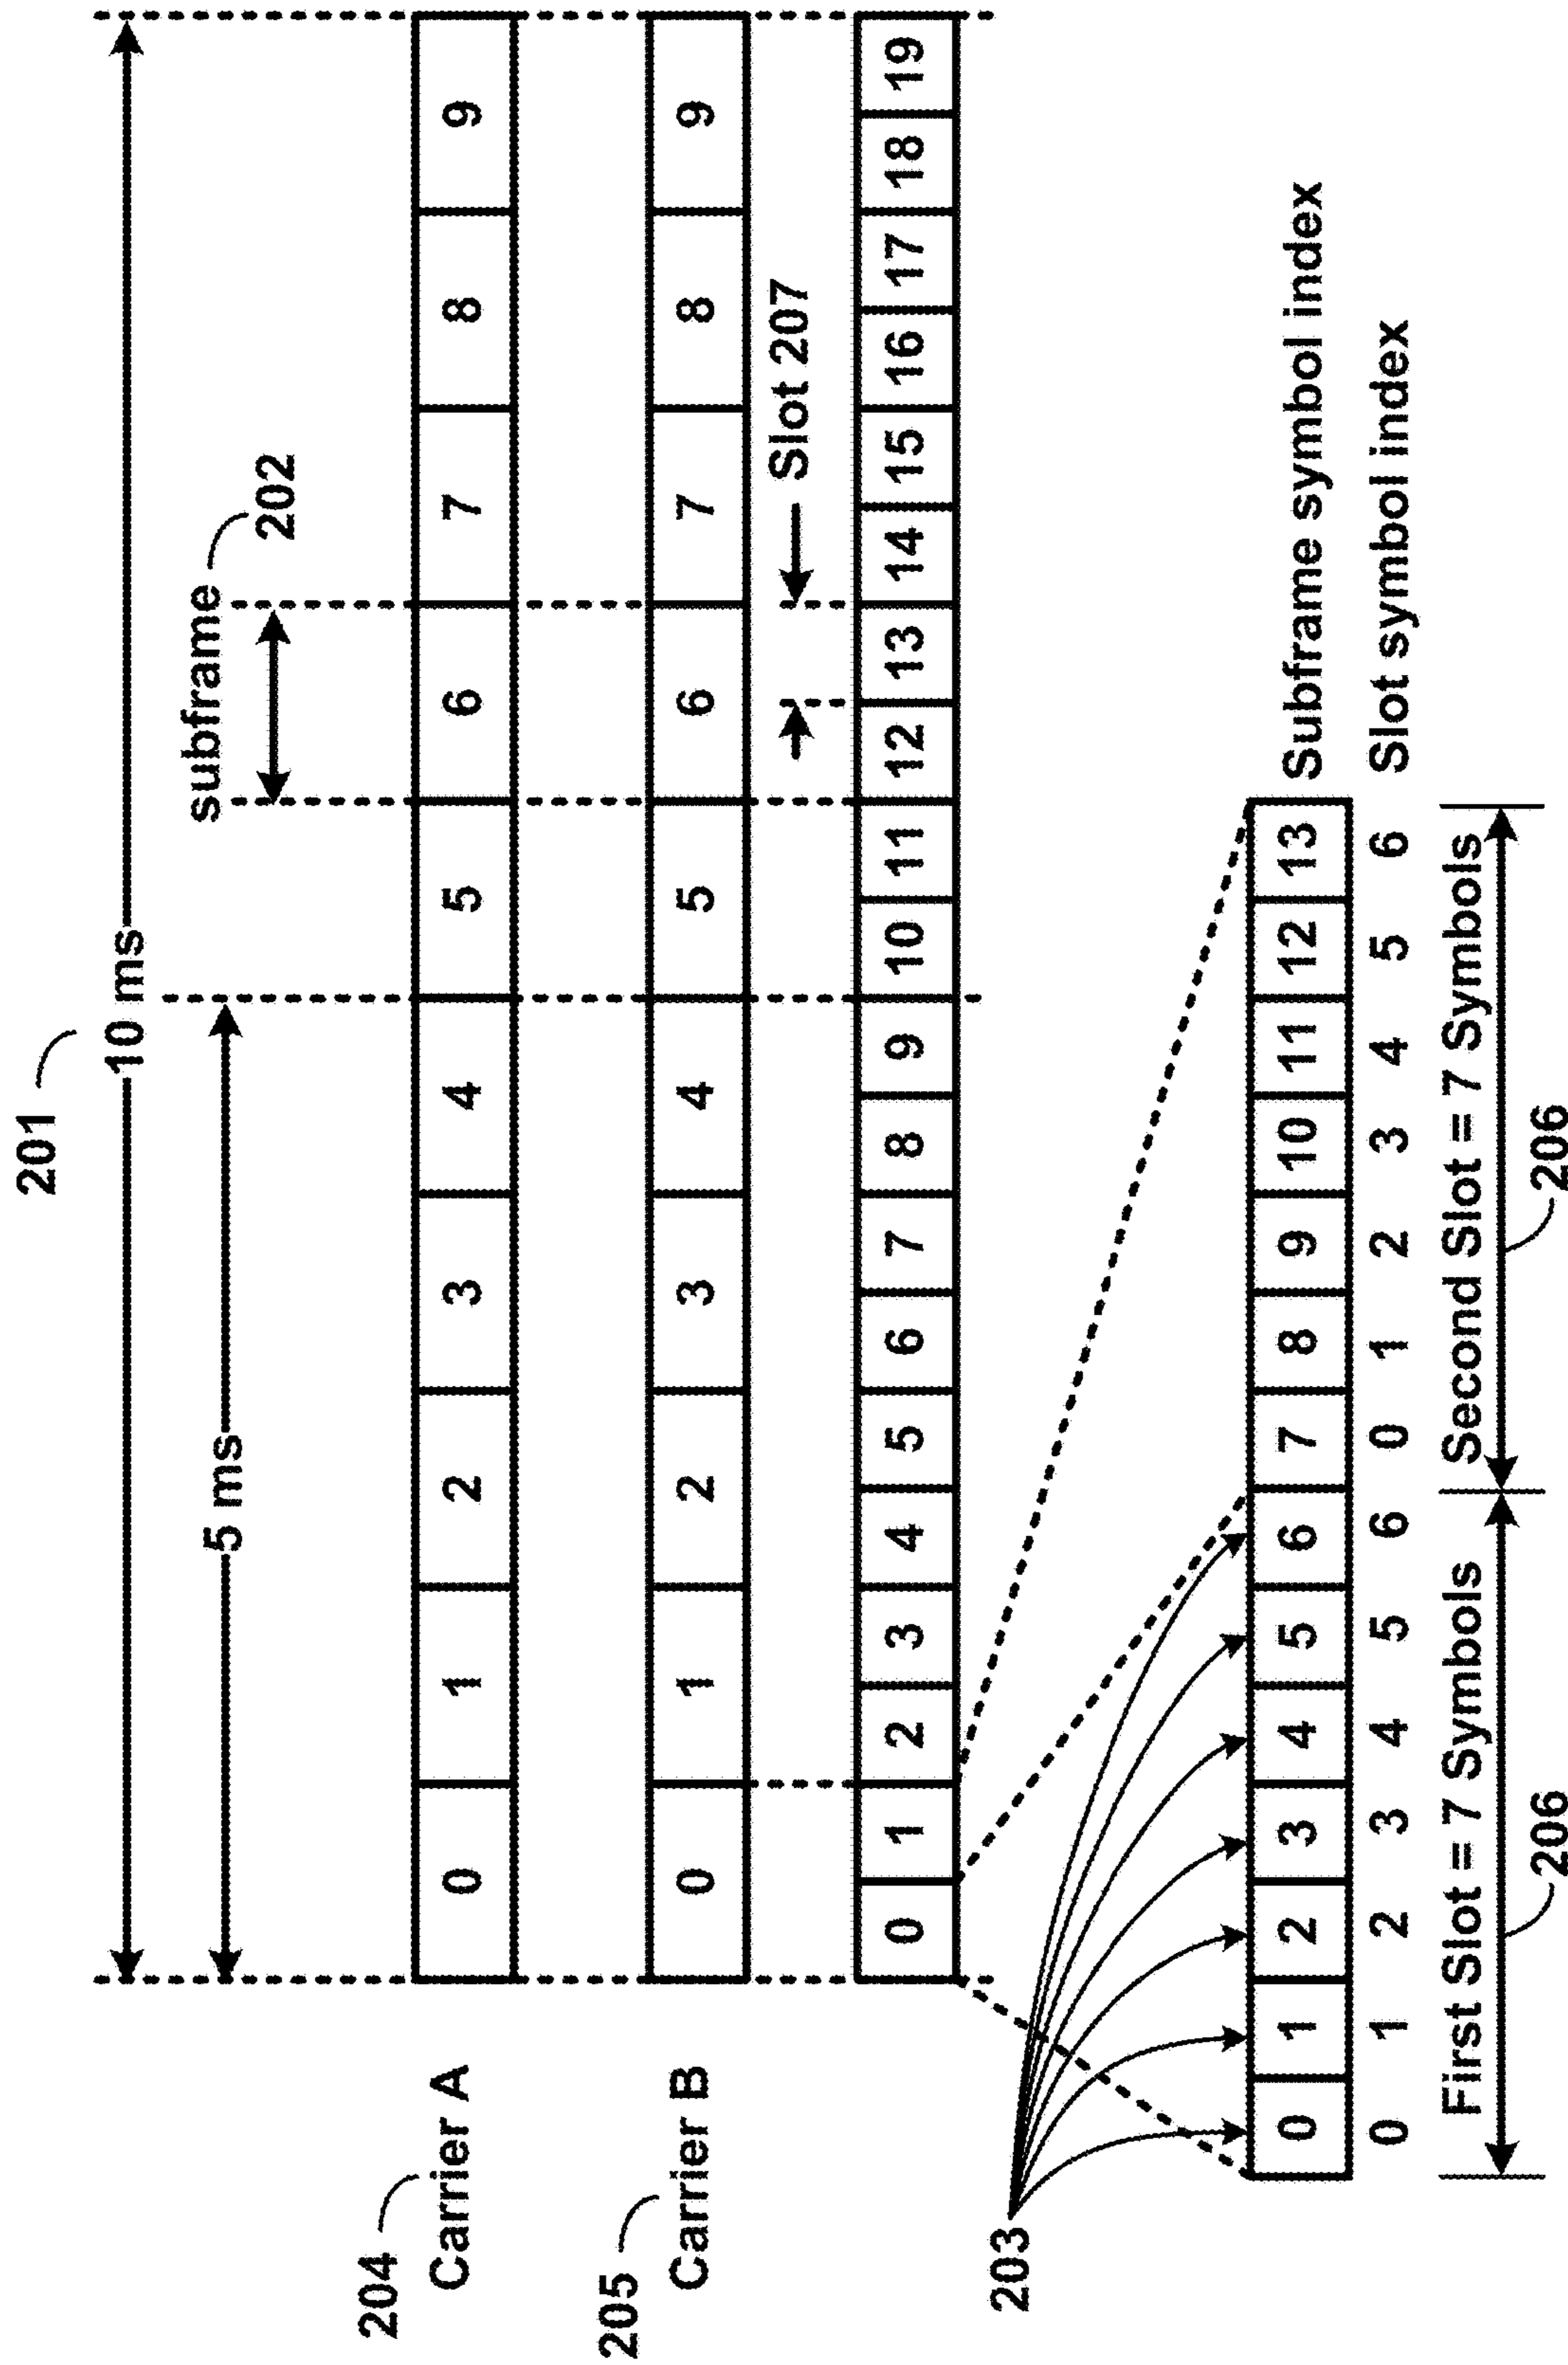 201
10 ms
5 ms
subframe
202
204
Carrier A
0 1 2 3 4 5 6 7 8 9
205
Carrier B
0 1 2 3 4 5 6 7 8 9
Slot 207
0 1 2 3 4 5 6 7 8 9 10 11 12 13 14 15 16 17 18 19
203
0 1 2 3 4 5 6 7 8 9 10 11 12 13 Subframe symbol index
0 1 2 3 4 5 6 0 1 2 3 4 5 6 Slot symbol index
First Slot = 7 Symbols Second Slot = 7 Symbols
206 206